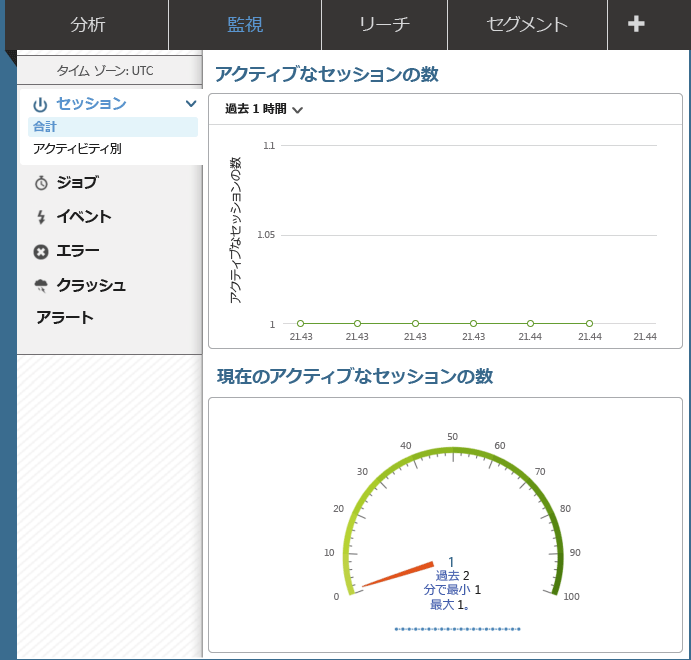 分析 監視 リーチ セグメント
タイム ゾーン: UTC
セッション
合計
アクティビティ別
ジョブ
イベント
エラー
クラッシュ
アラート
アクティブなセッションの数
過去 1 時間
アクティブなセッションの数
1.1
1.05
1
21.43 21.43 21.43 21.43 21.44 21.44 21.44
現在のアクティブなセッションの数
0 10 20 30 40 50 60 70 80 90 100
1
過去 2
分で最小 1
最大 1。